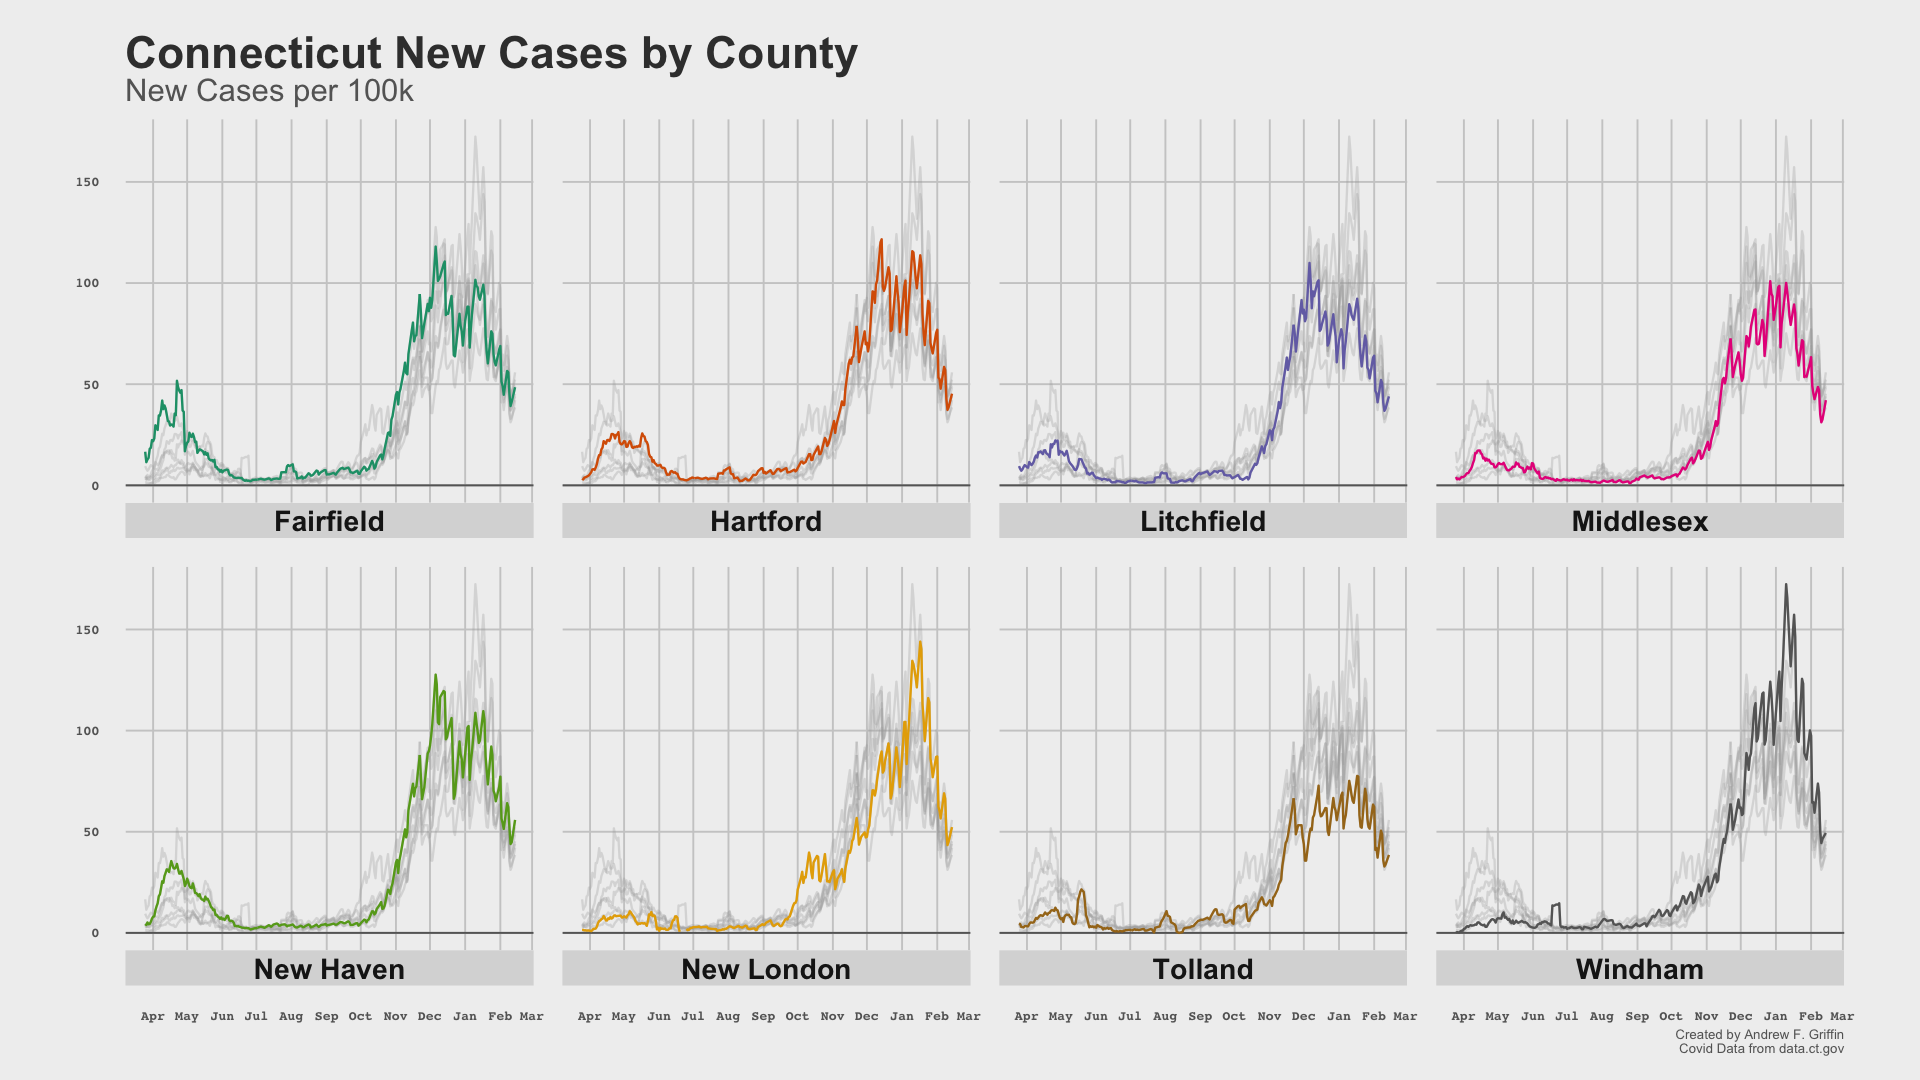 Connecticut New Cases by County
New Cases per 100k
150
100
50
0
Fairfield Hartford Litchfield Middlesex
150
100
50
0
New Haven New London Tolland Windham
Apr May Jun Jul Aug Sep Oct Nov Dec Jan Feb Mar Apr May Jun Jul Aug Sep Oct Nov Dec Jan Feb Mar Apr May Jun Jul Aug Sep Oct Nov Dec Jan Feb Mar Apr May Jun Jul Aug Sep Oct Nov Dec Jan Feb Mar
Created by Andrew F. Griffin
Covid Data from data.ct.gov